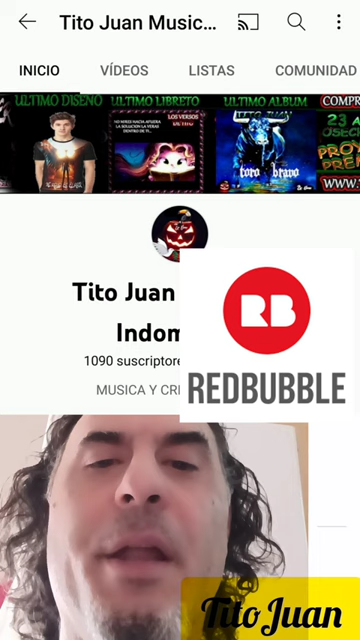 Tito Juan Music...
INICIO VÍDEOS LISTAS COMUNIDAD
ULTIMO DISEÑO ULTIMO LIBRETO ULTIMO ALBUM COMPR
LOS VERSOS
toro bravo
WWW.
Tito Juan
Indom
1090 suscriptore
MUSICA Y CR
RB
REDBUBBLE
Tito Juan